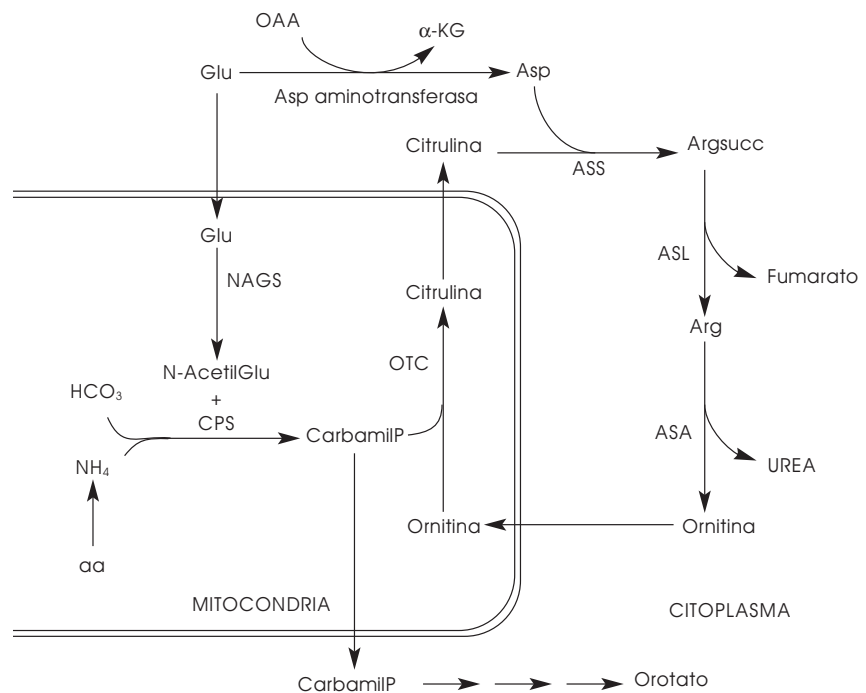 OAA
α-KG
Glu
Asp
Asp aminotransferasa
Citrulina
Argsucc
ASS
Glu
ASL
Fumarato
NAGS
Citrulina
Arg
OTC
N-AcetilGlu
HCO₃
+
CPS
CarbamilP
ASA
NH₄
UREA
Ornitina
Ornitina
aa
MITOCONDRIA
CITOPLASMA
CarbamilP
Orotato